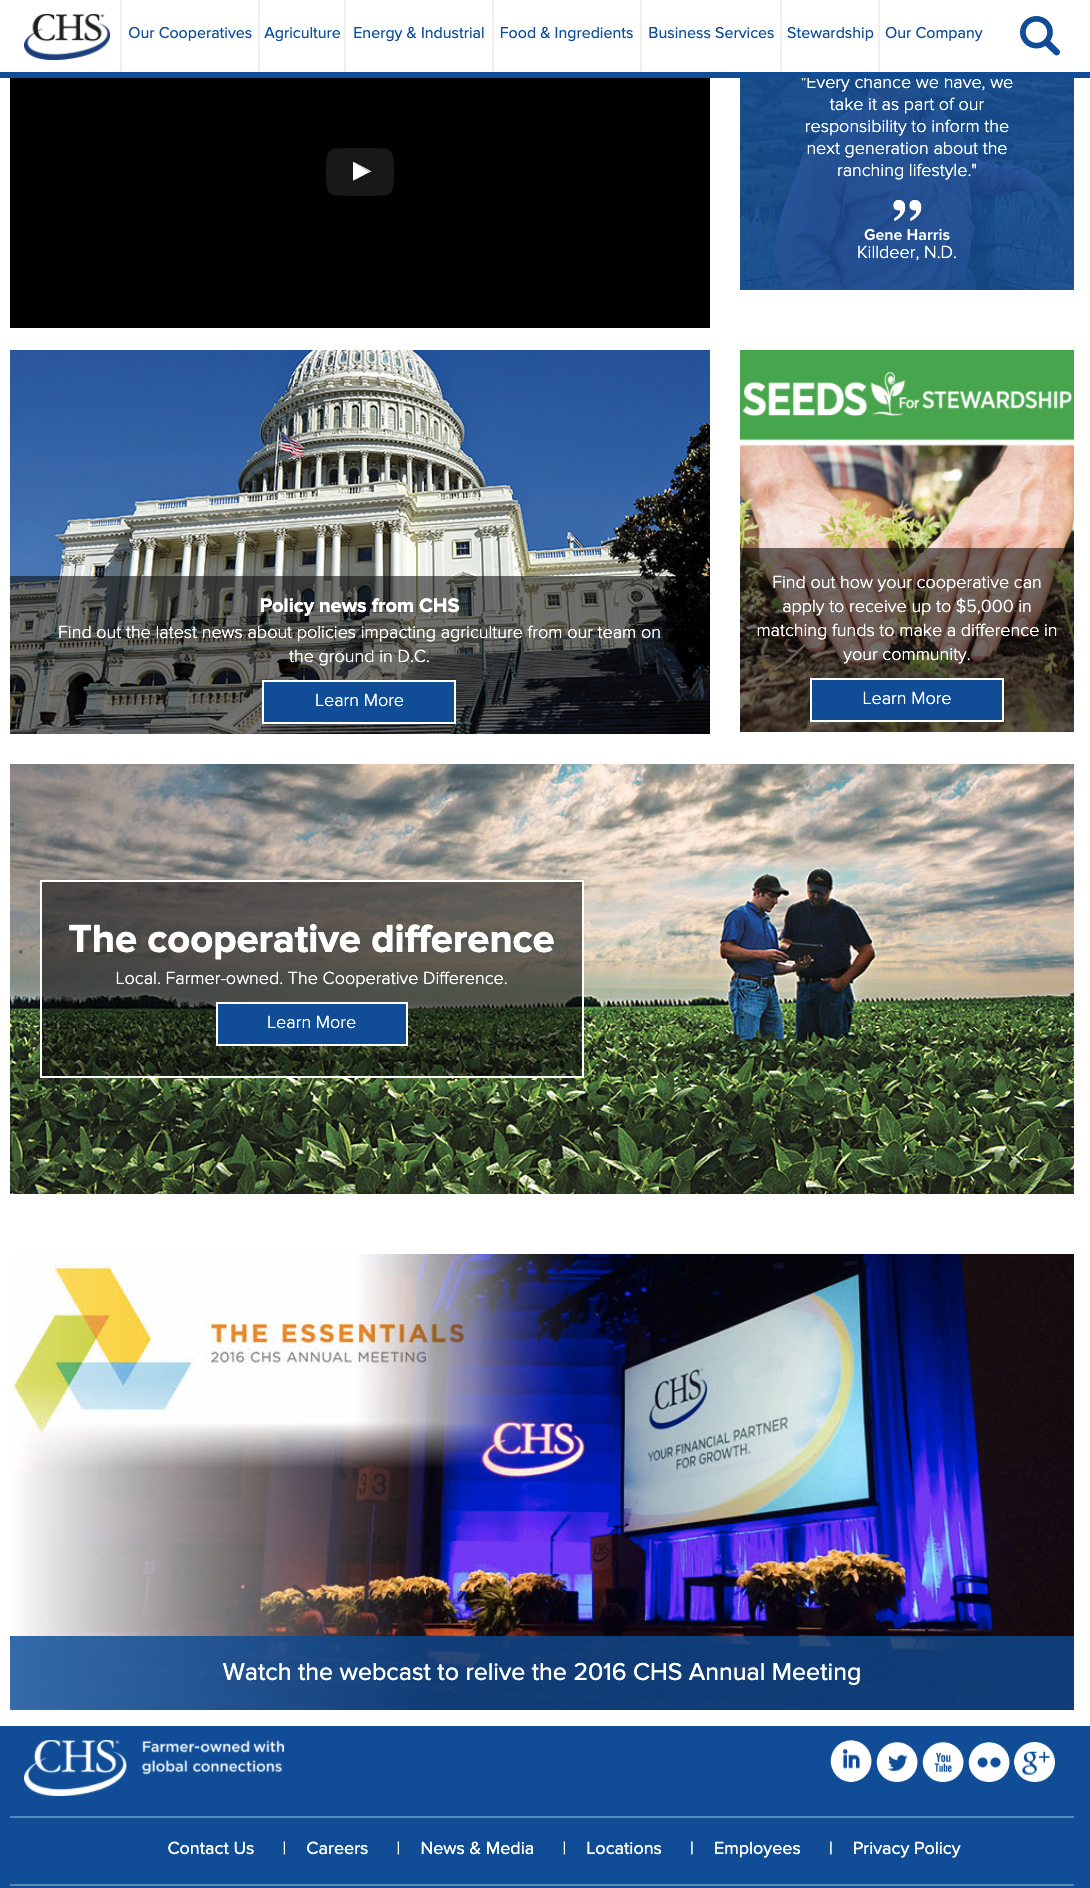 CHS
Our Cooperatives
Agriculture
Energy & Industrial
Food & Ingredients
Business Services
Stewardship
Our Company
"Every chance we have, we
take it as part of our
responsibility to inform the
next generation about the
ranching lifestyle."
Gene Harris
Killdeer, N.D.
Policy news from CHS
Find out the latest news about policies impacting agriculture from our team on
the ground in D.C.
Learn More
SEEDS For STEWARDSHIP
Find out how your cooperative can
apply to receive up to $5,000 in
matching funds to make a difference in
your community.
Learn More
The cooperative difference
Local. Farmer-owned. The Cooperative Difference.
Learn More
THE ESSENTIALS
2016 CHS ANNUAL MEETING
CHS
YOUR FINANCIAL PARTNER
FOR GROWTH.
CHS
33
CHS
Watch the webcast to relive the 2016 CHS Annual Meeting
CHS
Farmer-owned with
global connections
in
You
Tube
g+
Contact Us | Careers | News & Media | Locations | Employees | Privacy Policy